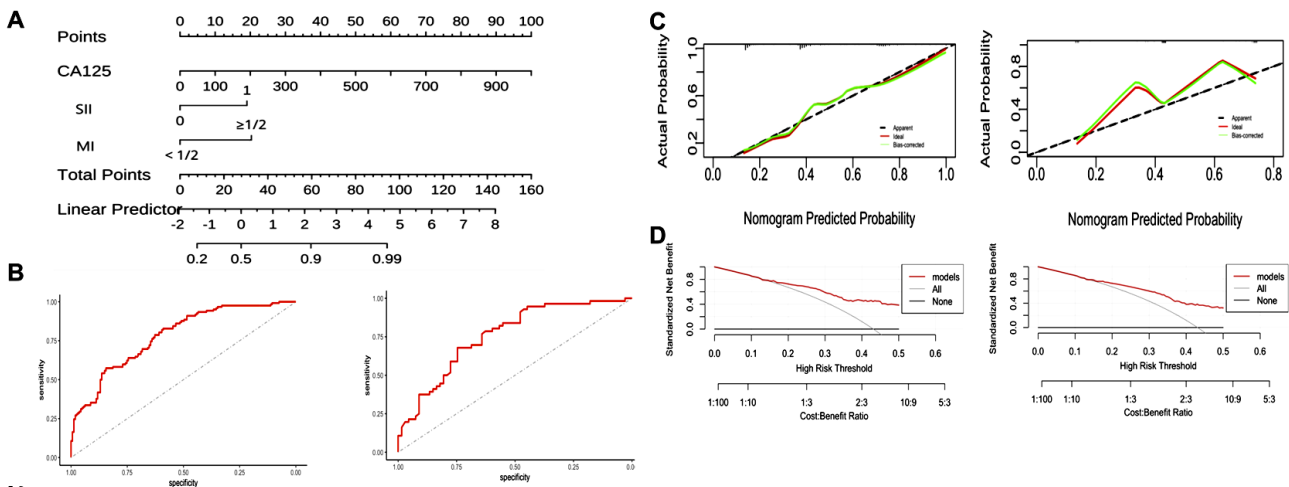 A
Points
0 10 20 30 40 50 60 70 80 90 100
CA125
0 100 300 400 500 700 900
SII
1
0
MI
≥1/2
< 1/2
Total Points
0 20 40 60 80 100 120 140 160
Linear Predictor
-2 -1 0 1 2 3 4 5 6 7 8
0.2 0.5 0.9 0.99
B
sensitivity
1.00
0.75
0.50
0.25
0.00
1.00 0.75 0.50 0.25 0.00
specificity
sensitivity
1.00
0.75
0.50
0.25
0.00
1.00 0.75 0.50 0.25 0.00
specificity
C
Actual Probability
0.2 0.6 1.0
Apparent
Ideal
Bias-corrected
0.0 0.2 0.4 0.6 0.8 1.0
Nomogram Predicted Probability
Actual Probability
0.0 0.4 0.8
Apparent
Ideal
Bias-corrected
0.0 0.2 0.4 0.6 0.8
Nomogram Predicted Probability
D
Standardized Net Benefit
0.0 0.4 0.8
models
All
None
0.0 0.1 0.2 0.3 0.4 0.5 0.6
High Risk Threshold
1:100 1:10 1:3 2:3 10:9 5:3
Cost:Benefit Ratio
Standardized Net Benefit
0.0 0.4 0.8
models
All
None
0.0 0.1 0.2 0.3 0.4 0.5 0.6
High Risk Threshold
1:100 1:10 1:3 2:3 10:9 5:3
Cost:Benefit Ratio